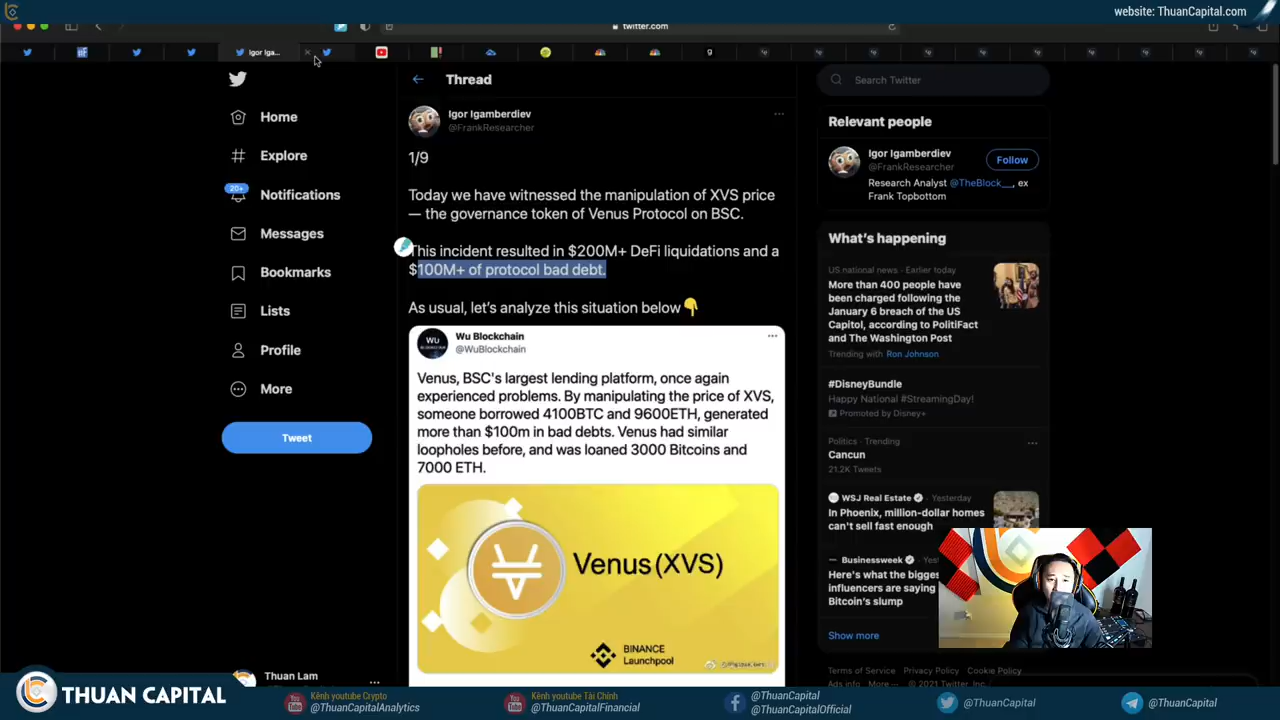 website: ThuanCapital.com
twitter.com
Igor Iga...
Thread
Search Twitter
Home
Explore
20+
Notifications
Messages
Bookmarks
Lists
Profile
More
Tweet
Thuan Lam
Igor Igamberdiev
@FrankResearcher
1/9
Today we have witnessed the manipulation of XVS price
— the governance token of Venus Protocol on BSC.
This incident resulted in $200M+ DeFi liquidations and a
$100M+ of protocol bad debt.
As usual, let's analyze this situation below👇
WU
Wu Blockchain
@WuBlockchain
Venus, BSC's largest lending platform, once again
experienced problems. By manipulating the price of XVS,
someone borrowed 4100BTC and 9600ETH, generated
more than $100m in bad debts. Venus had similar
loopholes before, and was loaned 3000 Bitcoins and
7000 ETH.
Venus (XVS)
BINANCE
Launchpool
Relevant people
Igor Igamberdiev
@FrankResearcher
Follow
Research Analyst @TheBlock__, ex
Frank Topbottom
What's happening
US national news · Earlier today
More than 400 people have
been charged following the
January 6 breach of the US
Capitol, according to PolitiFact
and The Washington Post
Trending with Ron Johnson
#DisneyBundle
Happy National #StreamingDay!
Promoted by Disney+
Politics · Trending
Cancun
21.2K Tweets
WSJ Real Estate · Yesterday
In Phoenix, million-dollar homes
can't sell fast enough
Businessweek
Here's what the bigges
influencers are saying
Bitcoin's slump
Show more
Terms of Service Privacy Policy Cookie Policy
Ads info More © 2021 Twitter, Inc.
THUAN CAPITAL
Kênh youtube Crypto
@ThuanCapitalAnalytics
Kênh youtube Tài Chính
@ThuanCapitalFinancial
@ThuanCapital
@ThuanCapitalOfficial
@ThuanCapital
@ThuanCapital